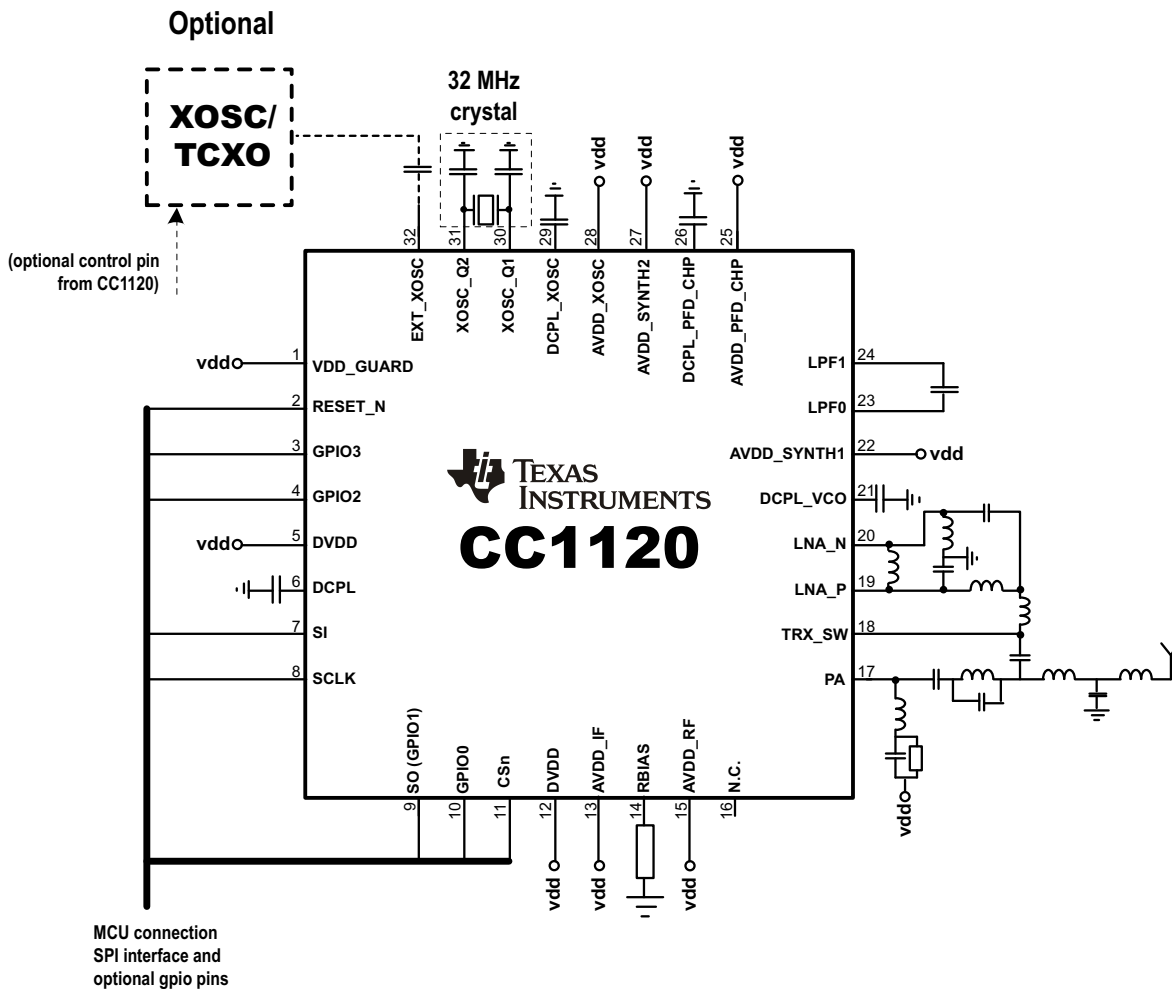 Optional
XOSC/
TCXO
32 MHz
crystal
(optional control pin
from CC1120)
vdd
vdd
vdd
32
31
30
29
28
27
26
25
EXT_XOSC
XOSC_Q2
XOSC_Q1
DCPL_XOSC
AVDD_XOSC
AVDD_SYNTH2
DCPL_PFD_CHP
AVDD_PFD_CHP
vdd
1
VDD_GUARD
2
RESET_N
3
GPIO3
4
GPIO2
vdd
5
DVDD
6
DCPL
7
SI
8
SCLK
LPF1
24
LPF0
23
AVDD_SYNTH1
22
vdd
DCPL_VCO
21
LNA_N
20
LNA_P
19
TRX_SW
18
PA
17
vdd
TEXAS
INSTRUMENTS
CC1120
SO (GPIO1)
GPIO0
CSn
DVDD
AVDD_IF
RBIAS
AVDD_RF
N.C.
9
10
11
12
13
14
15
16
vdd
vdd
vdd
MCU connection
SPI interface and
optional gpio pins